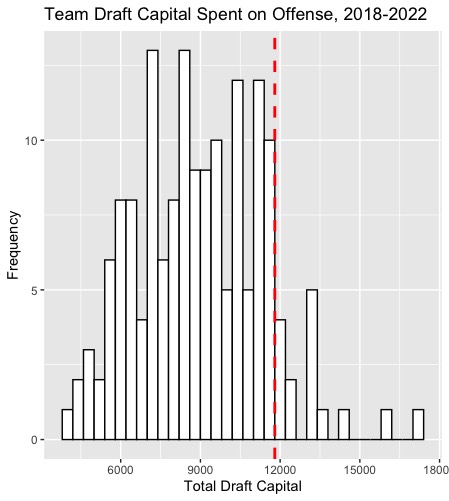 Team Draft Capital Spent on Offense, 2018-2022
Frequency
10
5
0
6000 9000 12000 15000 1800
Total Draft Capital